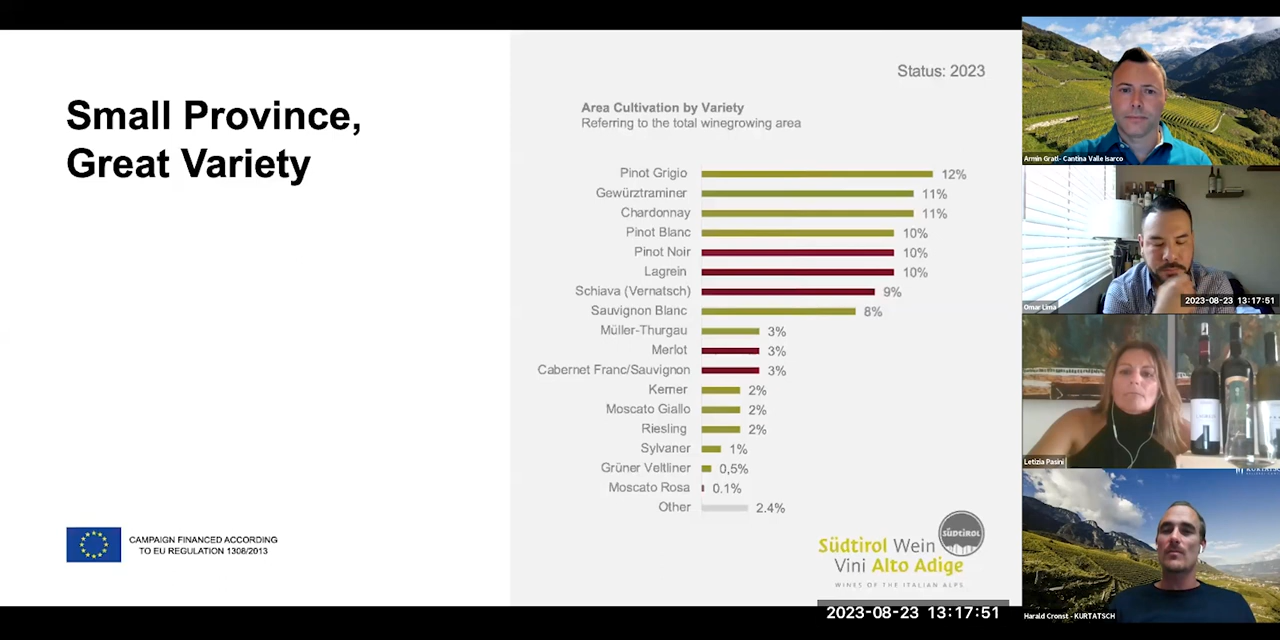 Small Province,
Great Variety
Status: 2023
Area Cultivation by Variety
Referring to the total winegrowing area
Pinot Grigio 12%
Gewürztraminer 11%
Chardonnay 11%
Pinot Blanc 10%
Pinot Noir 10%
Lagrein 10%
Schiava (Vernatsch) 9%
Sauvignon Blanc 8%
Müller-Thurgau 3%
Merlot 3%
Cabernet Franc/Sauvignon 3%
Kerner 2%
Moscato Giallo 2%
Riesling 2%
Sylvaner 1%
Grüner Veltliner 0,5%
Moscato Rosa 0.1%
Other 2.4%
CAMPAIGN FINANCED ACCORDING
TO EU REGULATION 1308/2013
SÜDTIROL
Südtirol Wein
Vini Alto Adige
WINES OF THE ITALIAN ALPS
2023-08-23 13:17:51
Armin Gratl- Cantina Valle Isarco
Omar Lima
2023-08-23 13:17:51
Letizia Pasini
Harald Cronst - KURTATSCH